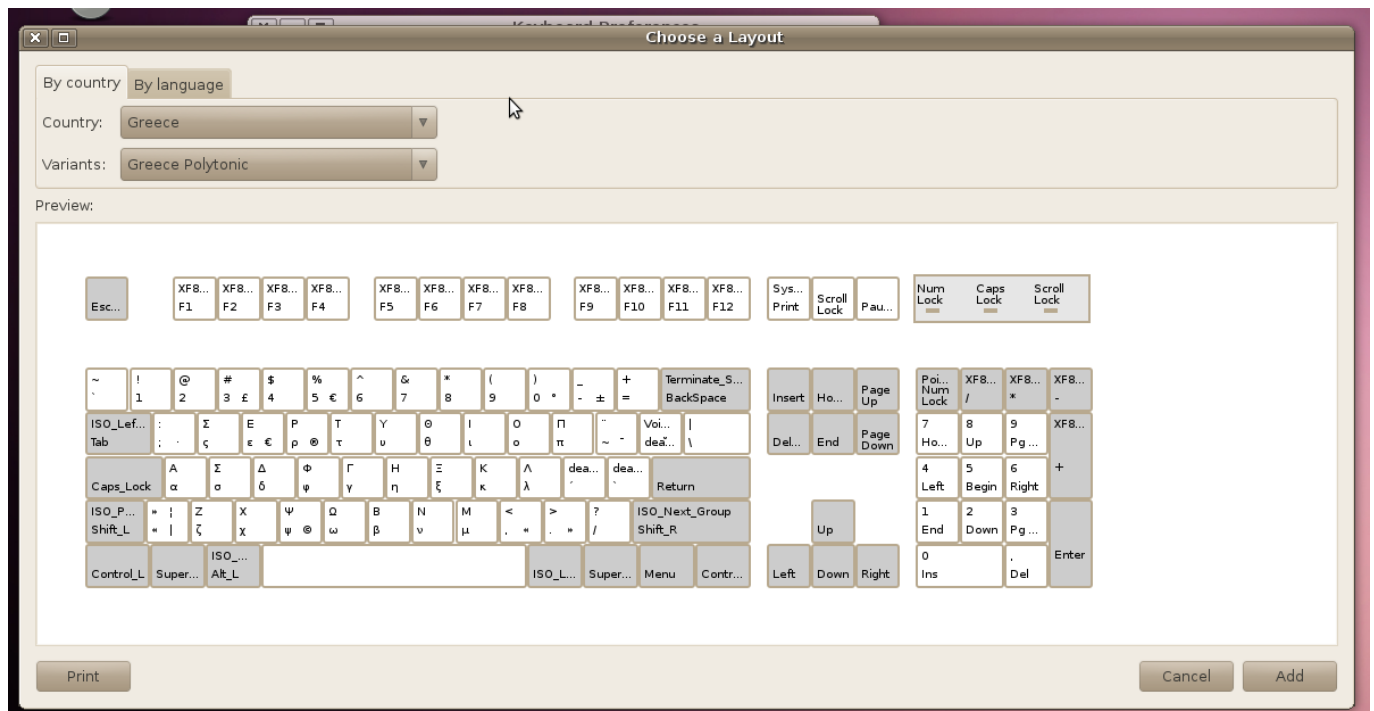 Keyboard Preferences
Choose a Layout
By country By language
Country: Greece
Variants: Greece Polytonic
Preview:
XF8... XF8... XF8... XF8... XF8... XF8... XF8... XF8... XF8... XF8... XF8... XF8... Sys... Num Lock Caps Lock Scroll Lock
Esc... F1 F2 F3 F4 F5 F6 F7 F8 F9 F10 F11 F12 Print Scroll Lock Pau...
~ ! @ # $ % ^ & * ( ) _ + Terminate_S... Poi... XF8... XF8... XF8...
` 1 2 3 £ 4 5 € 6 7 8 9 0 ° - ± = BackSpace Insert Ho... Page Up Num Lock / * -
ISO_Lef... : Σ Ε Ρ Τ Υ Θ Ι Ο Π ¨ Voi... | 7 8 9 XF8...
Tab ; · ς ε € ρ ® τ υ θ ι ο π ~ ¯ \ Del... End Page Down Ho... Up Pg...
Α Σ Δ Φ Γ Η Ξ Κ Λ dea... dea... 4 5 6 +
Caps_Lock α σ δ φ γ η ξ κ λ ´ ` Return Left Begin Right
ISO_P... » ¦ Ζ Χ Ψ Ω Β Ν Μ < > ? ISO_Next_Group 1 2 3
Shift_L « | ζ χ ψ © ω β ν μ , « . » / Shift_R Up End Down Pg...
ISO_... 0 . Enter
Control_L Super... Alt_L ISO_L... Super... Menu Contr... Left Down Right Ins Del
Print Cancel Add